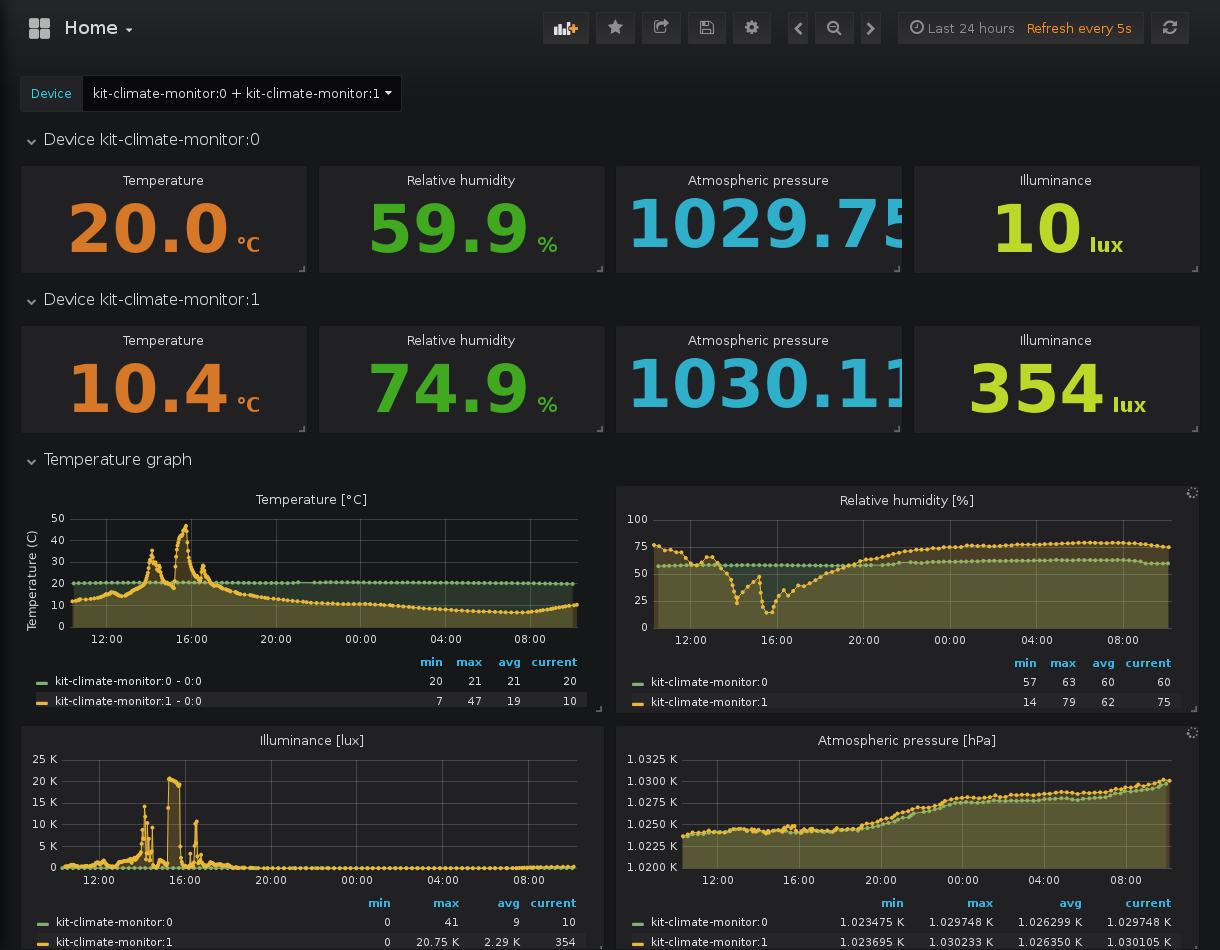 Home
Last 24 hours Refresh every 5s
Device kit-climate-monitor:0 + kit-climate-monitor:1
Device kit-climate-monitor:0
Temperature Relative humidity Atmospheric pressure Illuminance
20.0 °C 59.9 % 1029.75 10 lux
Device kit-climate-monitor:1
Temperature Relative humidity Atmospheric pressure Illuminance
10.4 °C 74.9 % 1030.11 354 lux
Temperature graph
Temperature [°C]
Temperature (C)
50
40
30
20
10
0
12:00 16:00 20:00 00:00 04:00 08:00
min max avg current
kit-climate-monitor:0 - 0:0 20 21 21 20
kit-climate-monitor:1 - 0:0 7 47 19 10
Relative humidity [%]
100
75
50
25
0
12:00 16:00 20:00 00:00 04:00 08:00
min max avg current
kit-climate-monitor:0 57 63 60 60
kit-climate-monitor:1 14 79 62 75
Illuminance [lux]
25 K
20 K
15 K
10 K
5 K
0
12:00 16:00 20:00 00:00 04:00 08:00
min max avg current
kit-climate-monitor:0 0 41 9 10
kit-climate-monitor:1 0 20.75 K 2.29 K 354
Atmospheric pressure [hPa]
1.0325 K
1.0300 K
1.0275 K
1.0250 K
1.0225 K
1.0200 K
12:00 16:00 20:00 00:00 04:00 08:00
min max avg current
kit-climate-monitor:0 1.023475 K 1.029748 K 1.026299 K 1.029748 K
kit-climate-monitor:1 1.023695 K 1.030233 K 1.026350 K 1.030105 K